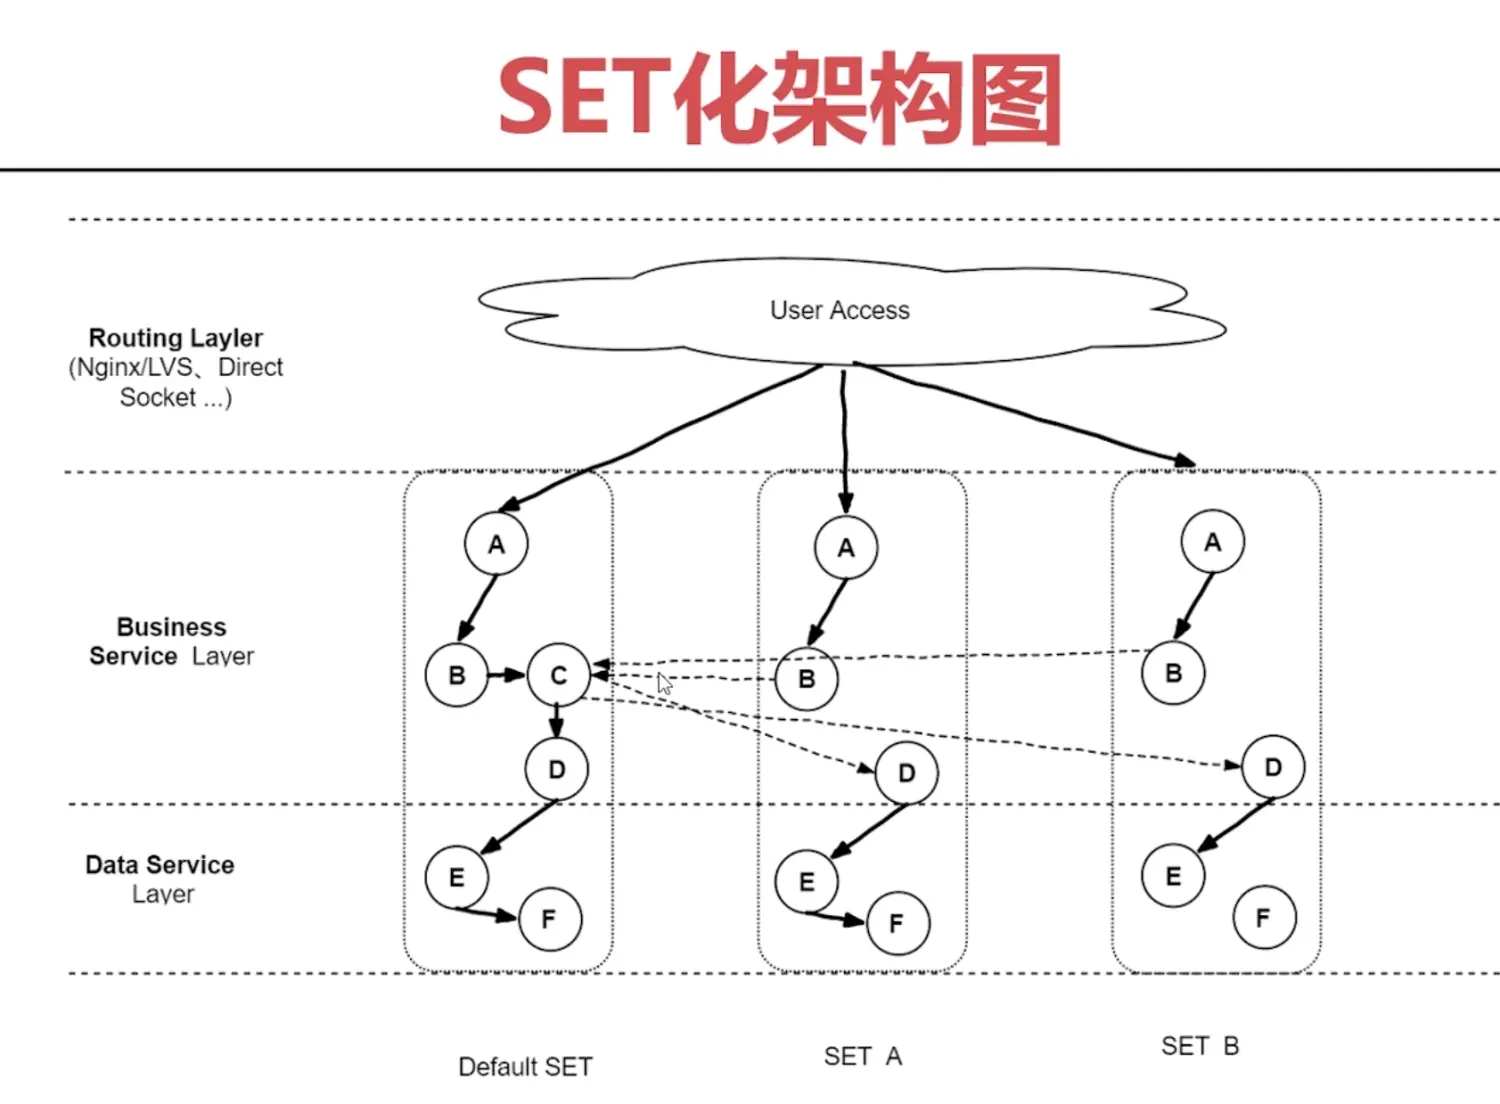 SET化架构图
User Access
Routing Layler
(Nginx/LVS、Direct
Socket ...)
A
A
A
Business
Service Layer
B
C
B
B
D
D
D
Data Service
Layer
E
E
E
F
F
F
Default SET
SET A
SET B